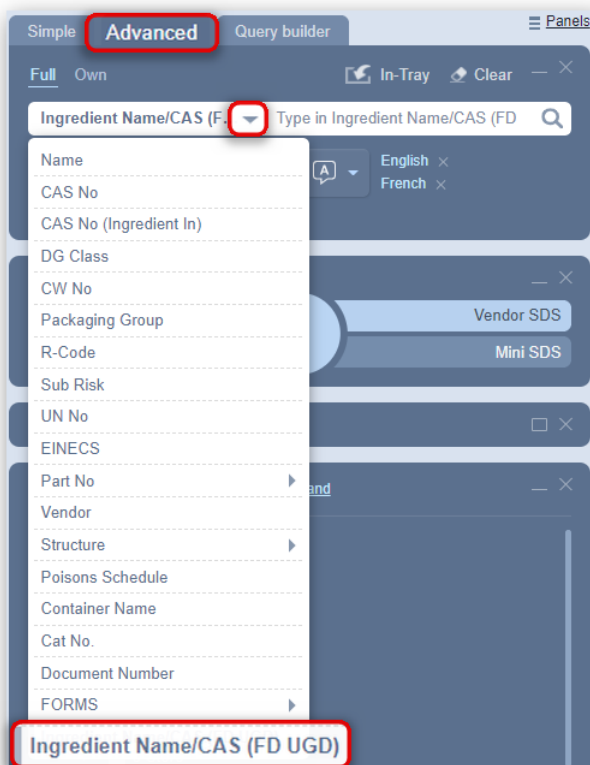 Simple Advanced Query builder Panels
Full Own In-Tray Clear
Ingredient Name/CAS (F. Type in Ingredient Name/CAS (FD
Name
CAS No
CAS No (Ingredient In)
DG Class
CW No
Packaging Group
R-Code
Sub Risk
UN No
EINECS
Part No
Vendor
Structure
Poisons Schedule
Container Name
Cat No.
Document Number
FORMS
Ingredient Name/CAS (FD UGD)
A
English
French
Vendor SDS
Mini SDS
and